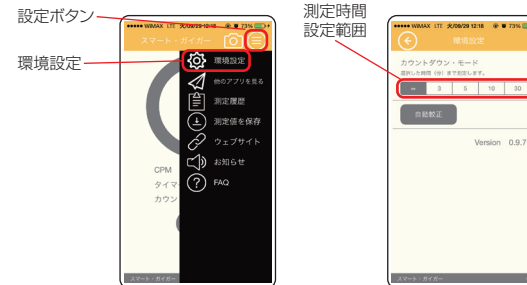 設定ボタン
環境設定
WiMAX LTE 火/09/29 12:18 73%
スマート・ガイガー
環境設定
他のアプリを見る
測定履歴
測定値を保存
ウェブサイト
お知らせ
FAQ
CPM
タイマ
カウン
スマート・ガイガー
測定時間
設定範囲
WiMAX LTE 火/09/29 12:18 73%
環境設定
カウントダウン・モード
選択した時間（分）まで測定します。
∞ 3 5 10 30
自動較正
Version 0.9.7
スマート・ガイガー